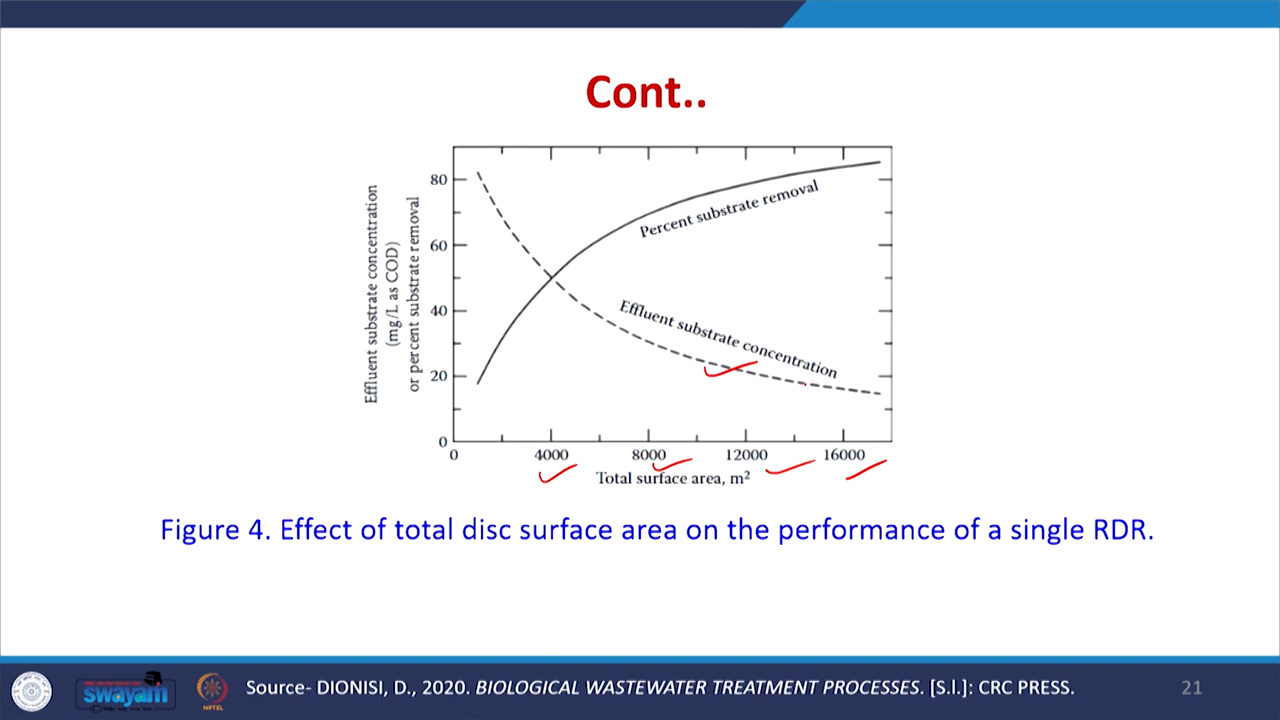 Cont..
Effluent substrate concentration
(mg/L as COD)
or percent substrate removal
80
60
40
20
0
Percent substrate removal
Effluent substrate concentration
0 4000 8000 12000 16000
Total surface area, m²
Figure 4. Effect of total disc surface area on the performance of a single RDR.
swayam
NPTEL
Source- DIONISI, D., 2020. BIOLOGICAL WASTEWATER TREATMENT PROCESSES. [S.l.]: CRC PRESS.
21